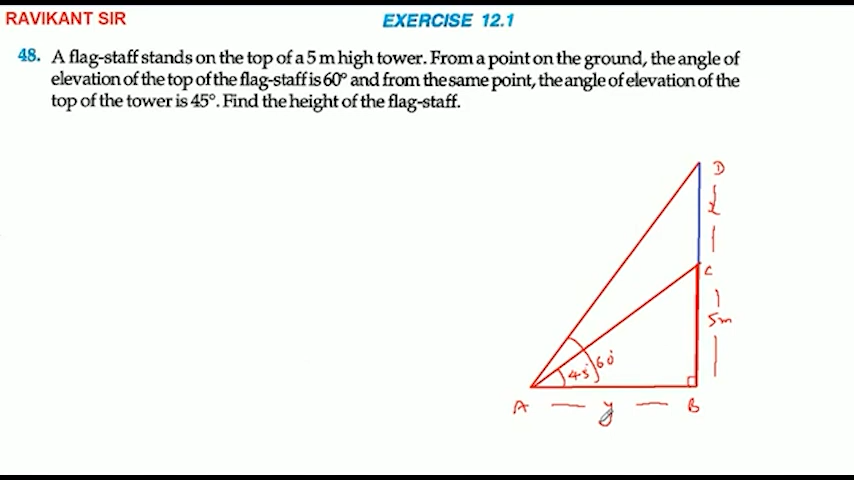 RAVIKANT SIR
EXERCISE 12.1
48. A flag-staff stands on the top of a 5 m high tower. From a point on the ground, the angle of
elevation of the top of the flag-staff is 60° and from the same point, the angle of elevation of the
top of the tower is 45°. Find the height of the flag-staff.
D
x
C
5m
45°
60°
A
y
B